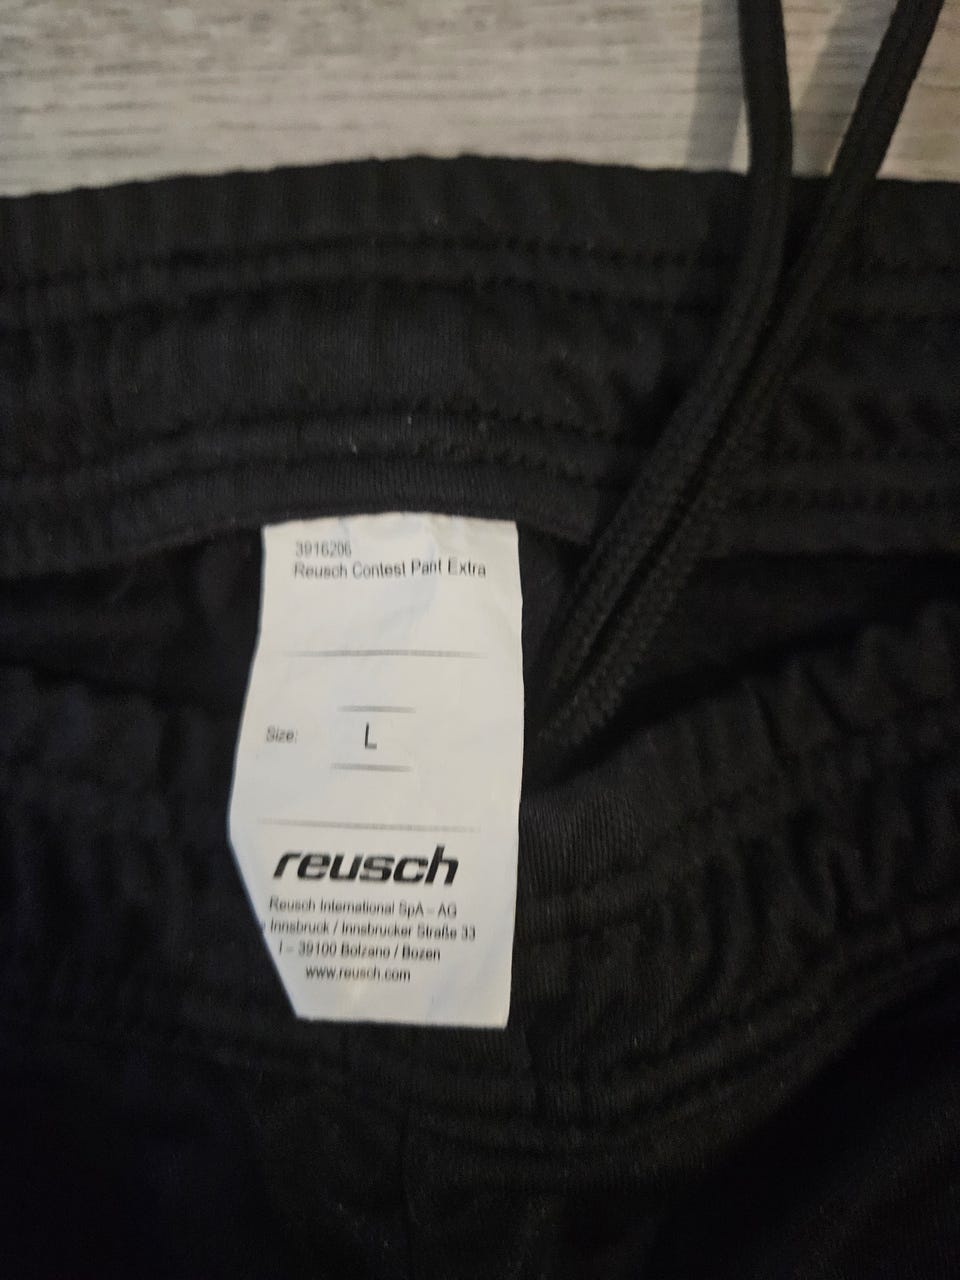 3916206
Reusch Contest Pant Extra
Size:
L
reusch
Reusch International SpA – AG
Innsbruck / Innsbrucker Straße 33
I – 39100 Bolzano / Bozen
www.reusch.com